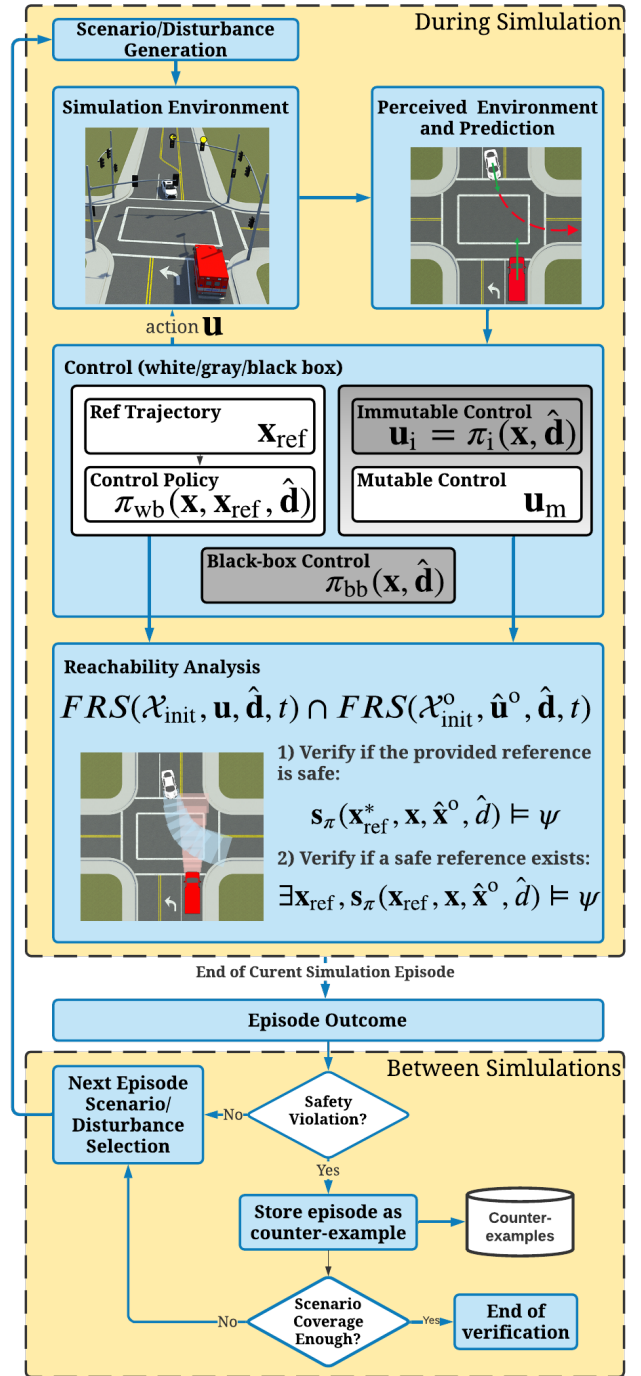 During Simlulation
Scenario/Disturbance
Generation
Simulation Environment
Perceived Environment
and Prediction
action u
Control (white/gray/black box)
Ref Trajectory
x_ref
Control Policy
π_wb(x, x_ref, d̂)
Immutable Control
u_i = π_i(x, d̂)
Mutable Control
u_m
Black-box Control
π_bb(x, d̂)
Reachability Analysis
FRS(𝒳_init, u, d̂, t) ∩ FRS(𝒳_init^o, û^o, d̂, t)
1) Verify if the provided reference
is safe:
s_π(x_ref^*, x, x̂^o, d̂) ⊨ ψ
2) Verify if a safe reference exists:
∃x_ref, s_π(x_ref, x, x̂^o, d̂) ⊨ ψ
End of Curent Simulation Episode
Episode Outcome
Between Simlulations
Next Episode
Scenario/
Disturbance
Selection
No
Safety
Violation?
Yes
Store episode as
counter-example
Counter-
examples
No
Scenario
Coverage
Enough?
Yes
End of
verification